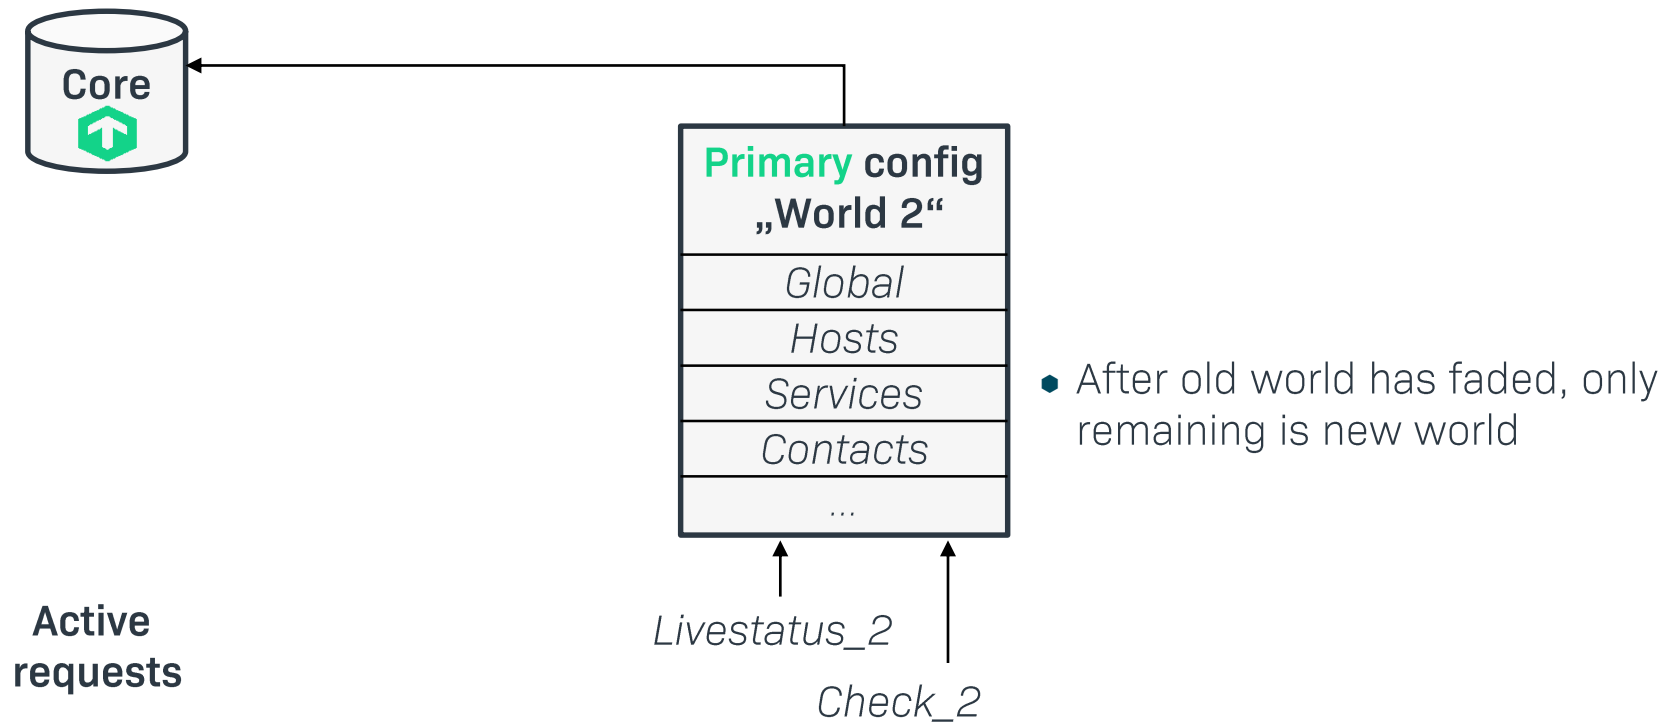 Core
Primary config
„World 2“
Global
Hosts
Services
Contacts
...
• After old world has faded, only
remaining is new world
Active
requests
Livestatus_2
Check_2